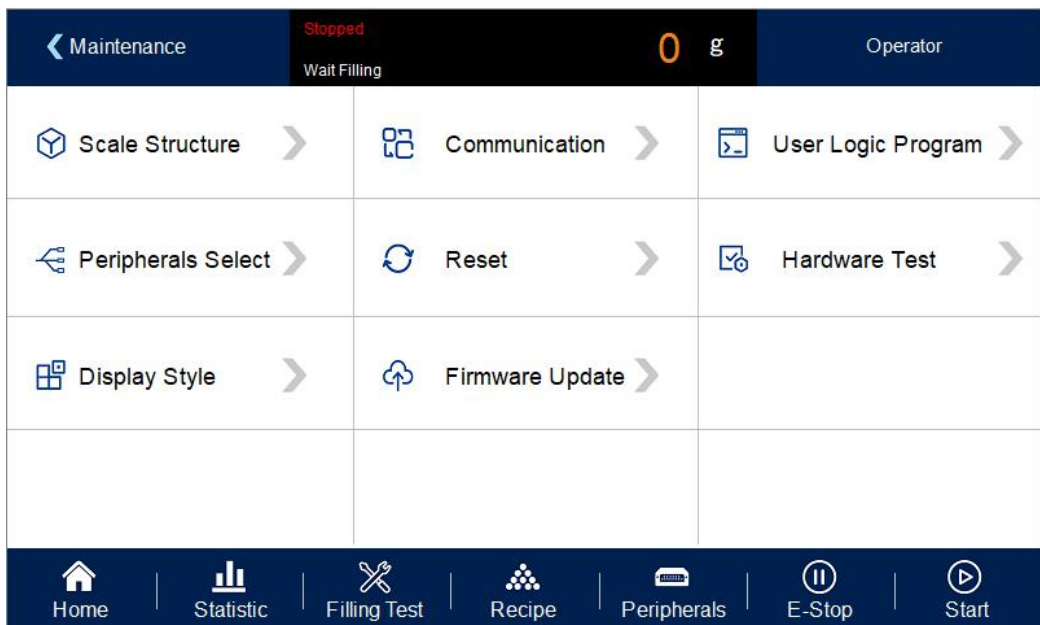 Maintenance
Stopped
Wait Filling
0 g
Operator
Scale Structure
Communication
User Logic Program
Peripherals Select
Reset
Hardware Test
Display Style
Firmware Update
Home
Statistic
Filling Test
Recipe
Peripherals
E-Stop
Start